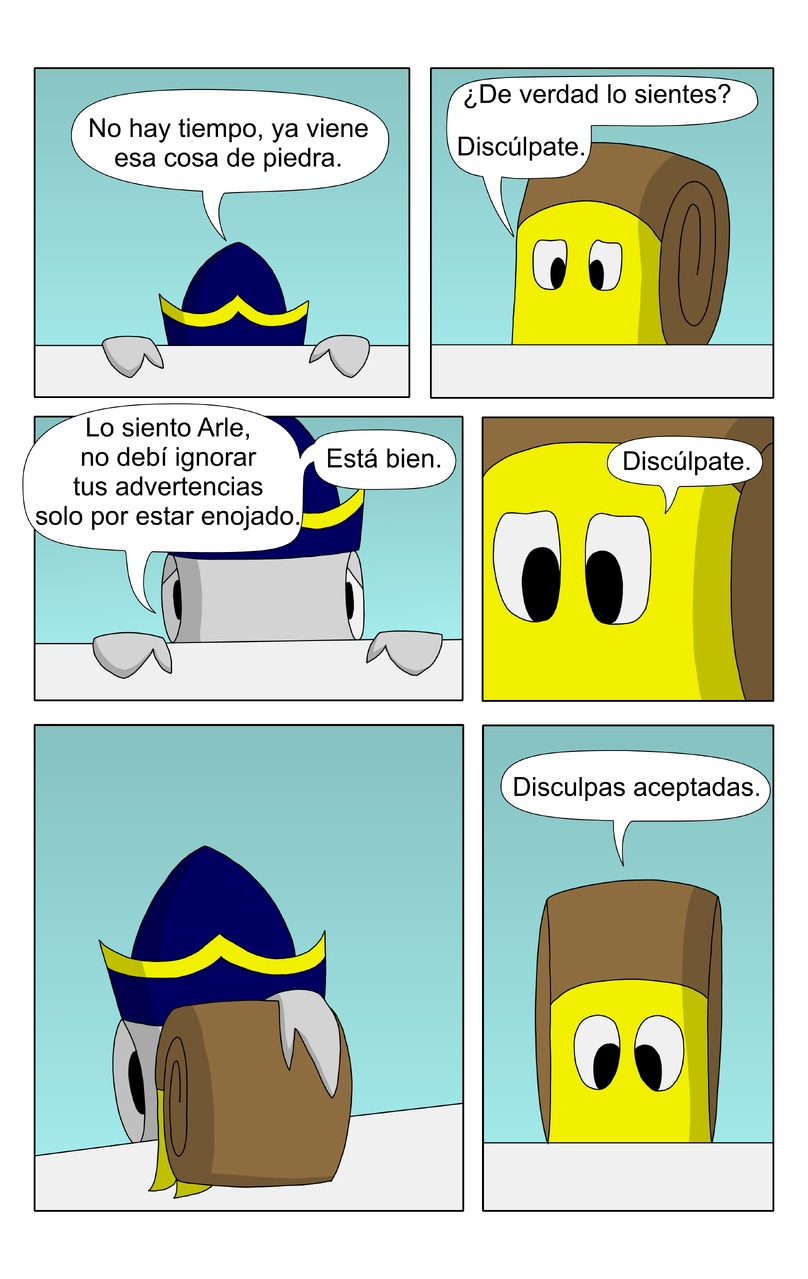 No hay tiempo, ya viene
esa cosa de piedra.
¿De verdad lo sientes?
Discúlpate.
Lo siento Arle,
no debí ignorar
tus advertencias
solo por estar enojado.
Está bien.
Discúlpate.
Disculpas aceptadas.